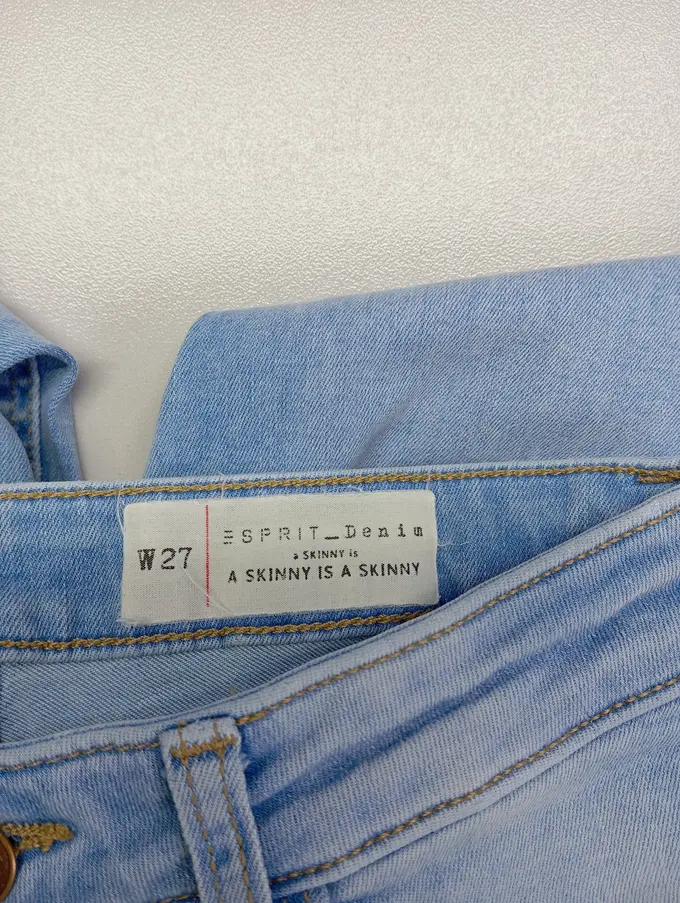 W27
ESPRIT_Denim
a SKINNY is
A SKINNY IS A SKINNY